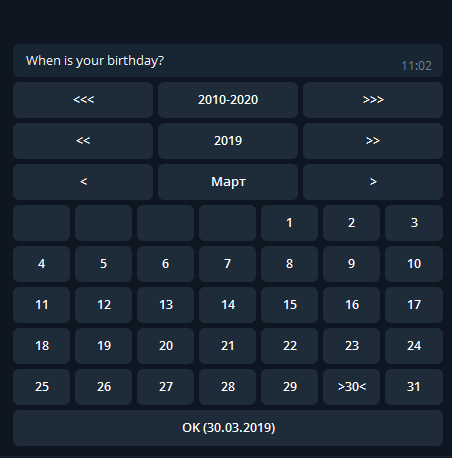 When is your birthday?
11:02
<<< 2010-2020 >>>
<< 2019 >>
< Март >
1 2 3
4 5 6 7 8 9 10
11 12 13 14 15 16 17
18 19 20 21 22 23 24
25 26 27 28 29 >30< 31
OK (30.03.2019)